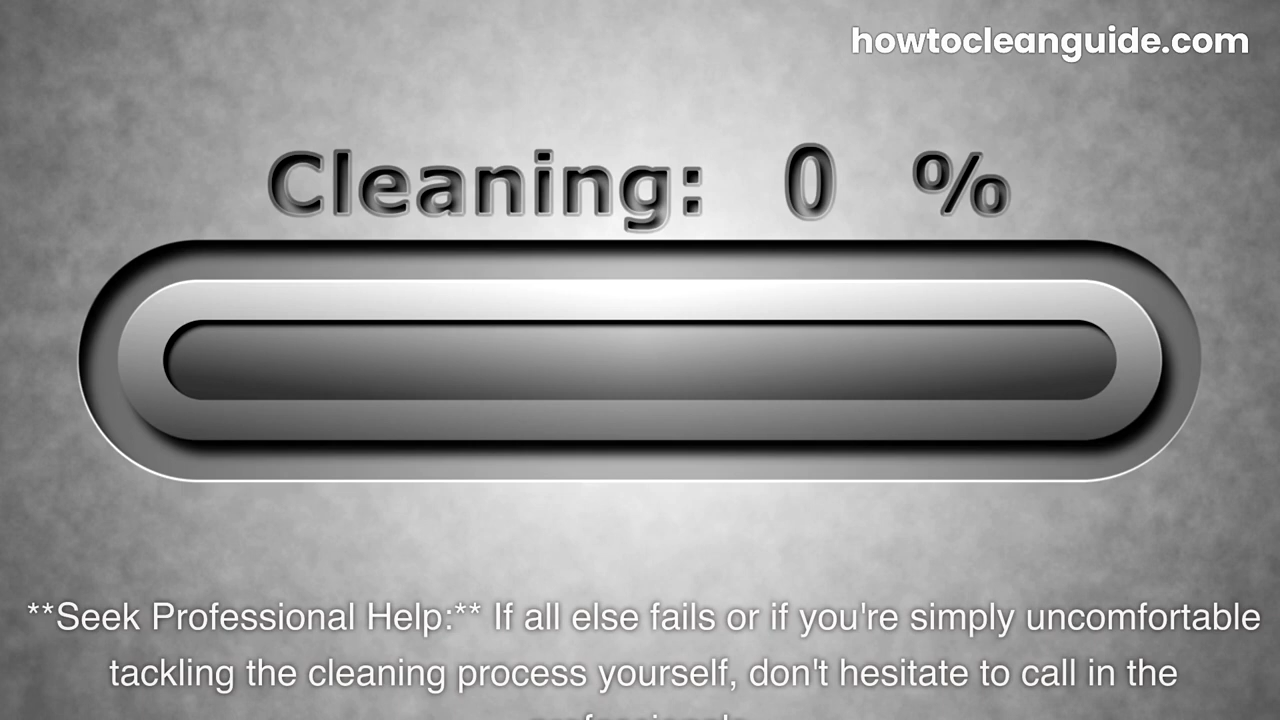 howtocleanguide.com
Cleaning: 0 %
**Seek Professional Help:** If all else fails or if you're simply uncomfortable
tackling the cleaning process yourself, don't hesitate to call in the